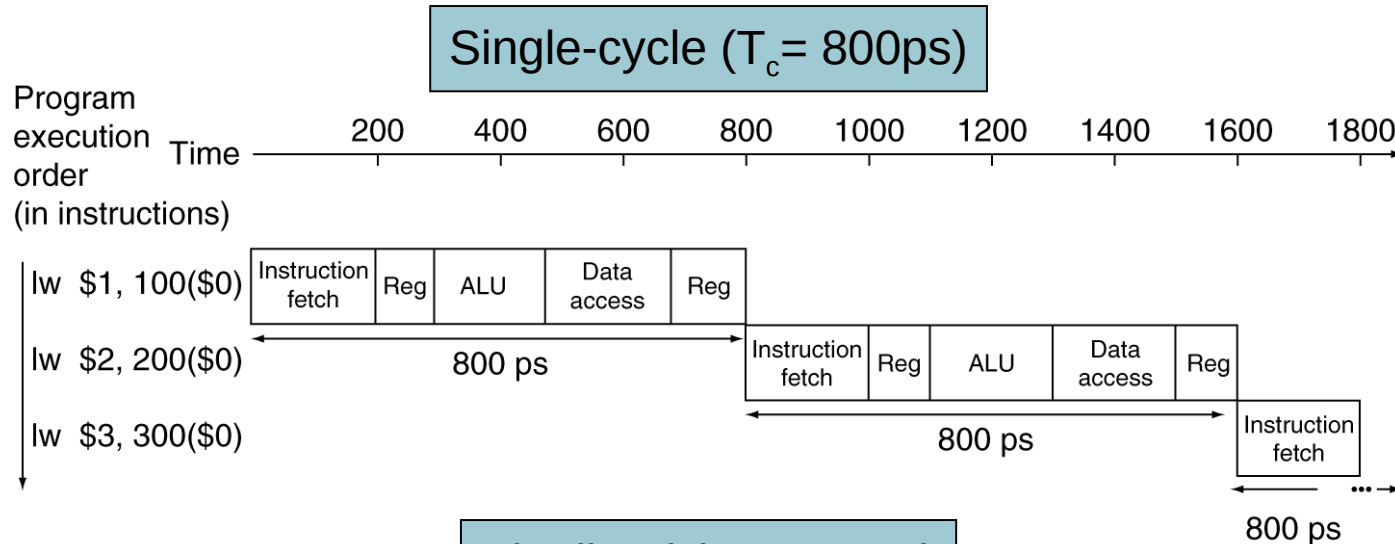 Single-cycle (Tc= 800ps)
Program
execution
order
(in instructions)
Time
200 400 600 800 1000 1200 1400 1600 1800
lw $1, 100($0)
Instruction
fetch
Reg
ALU
Data
access
Reg
800 ps
lw $2, 200($0)
Instruction
fetch
Reg
ALU
Data
access
Reg
800 ps
lw $3, 300($0)
Instruction
fetch
...
800 ps